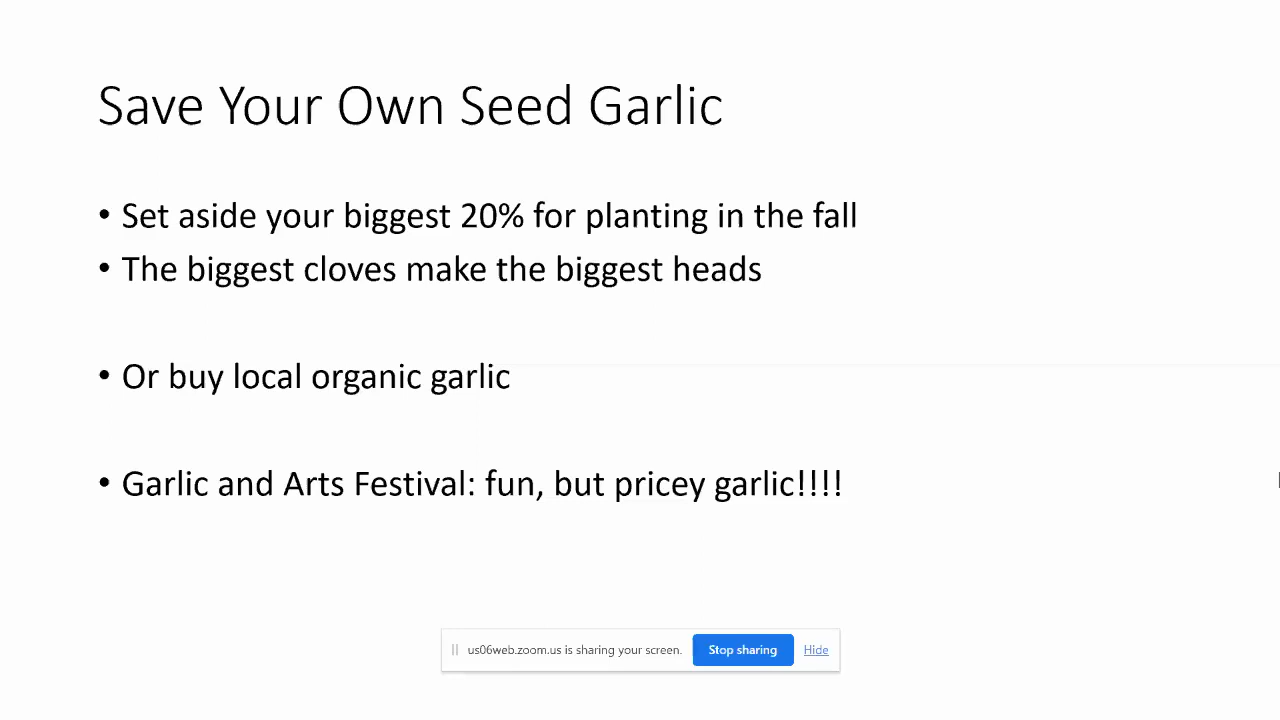 Save Your Own Seed Garlic
• Set aside your biggest 20% for planting in the fall
• The biggest cloves make the biggest heads
• Or buy local organic garlic
• Garlic and Arts Festival: fun, but pricey garlic!!!!
us06web.zoom.us is sharing your screen. Stop sharing Hide